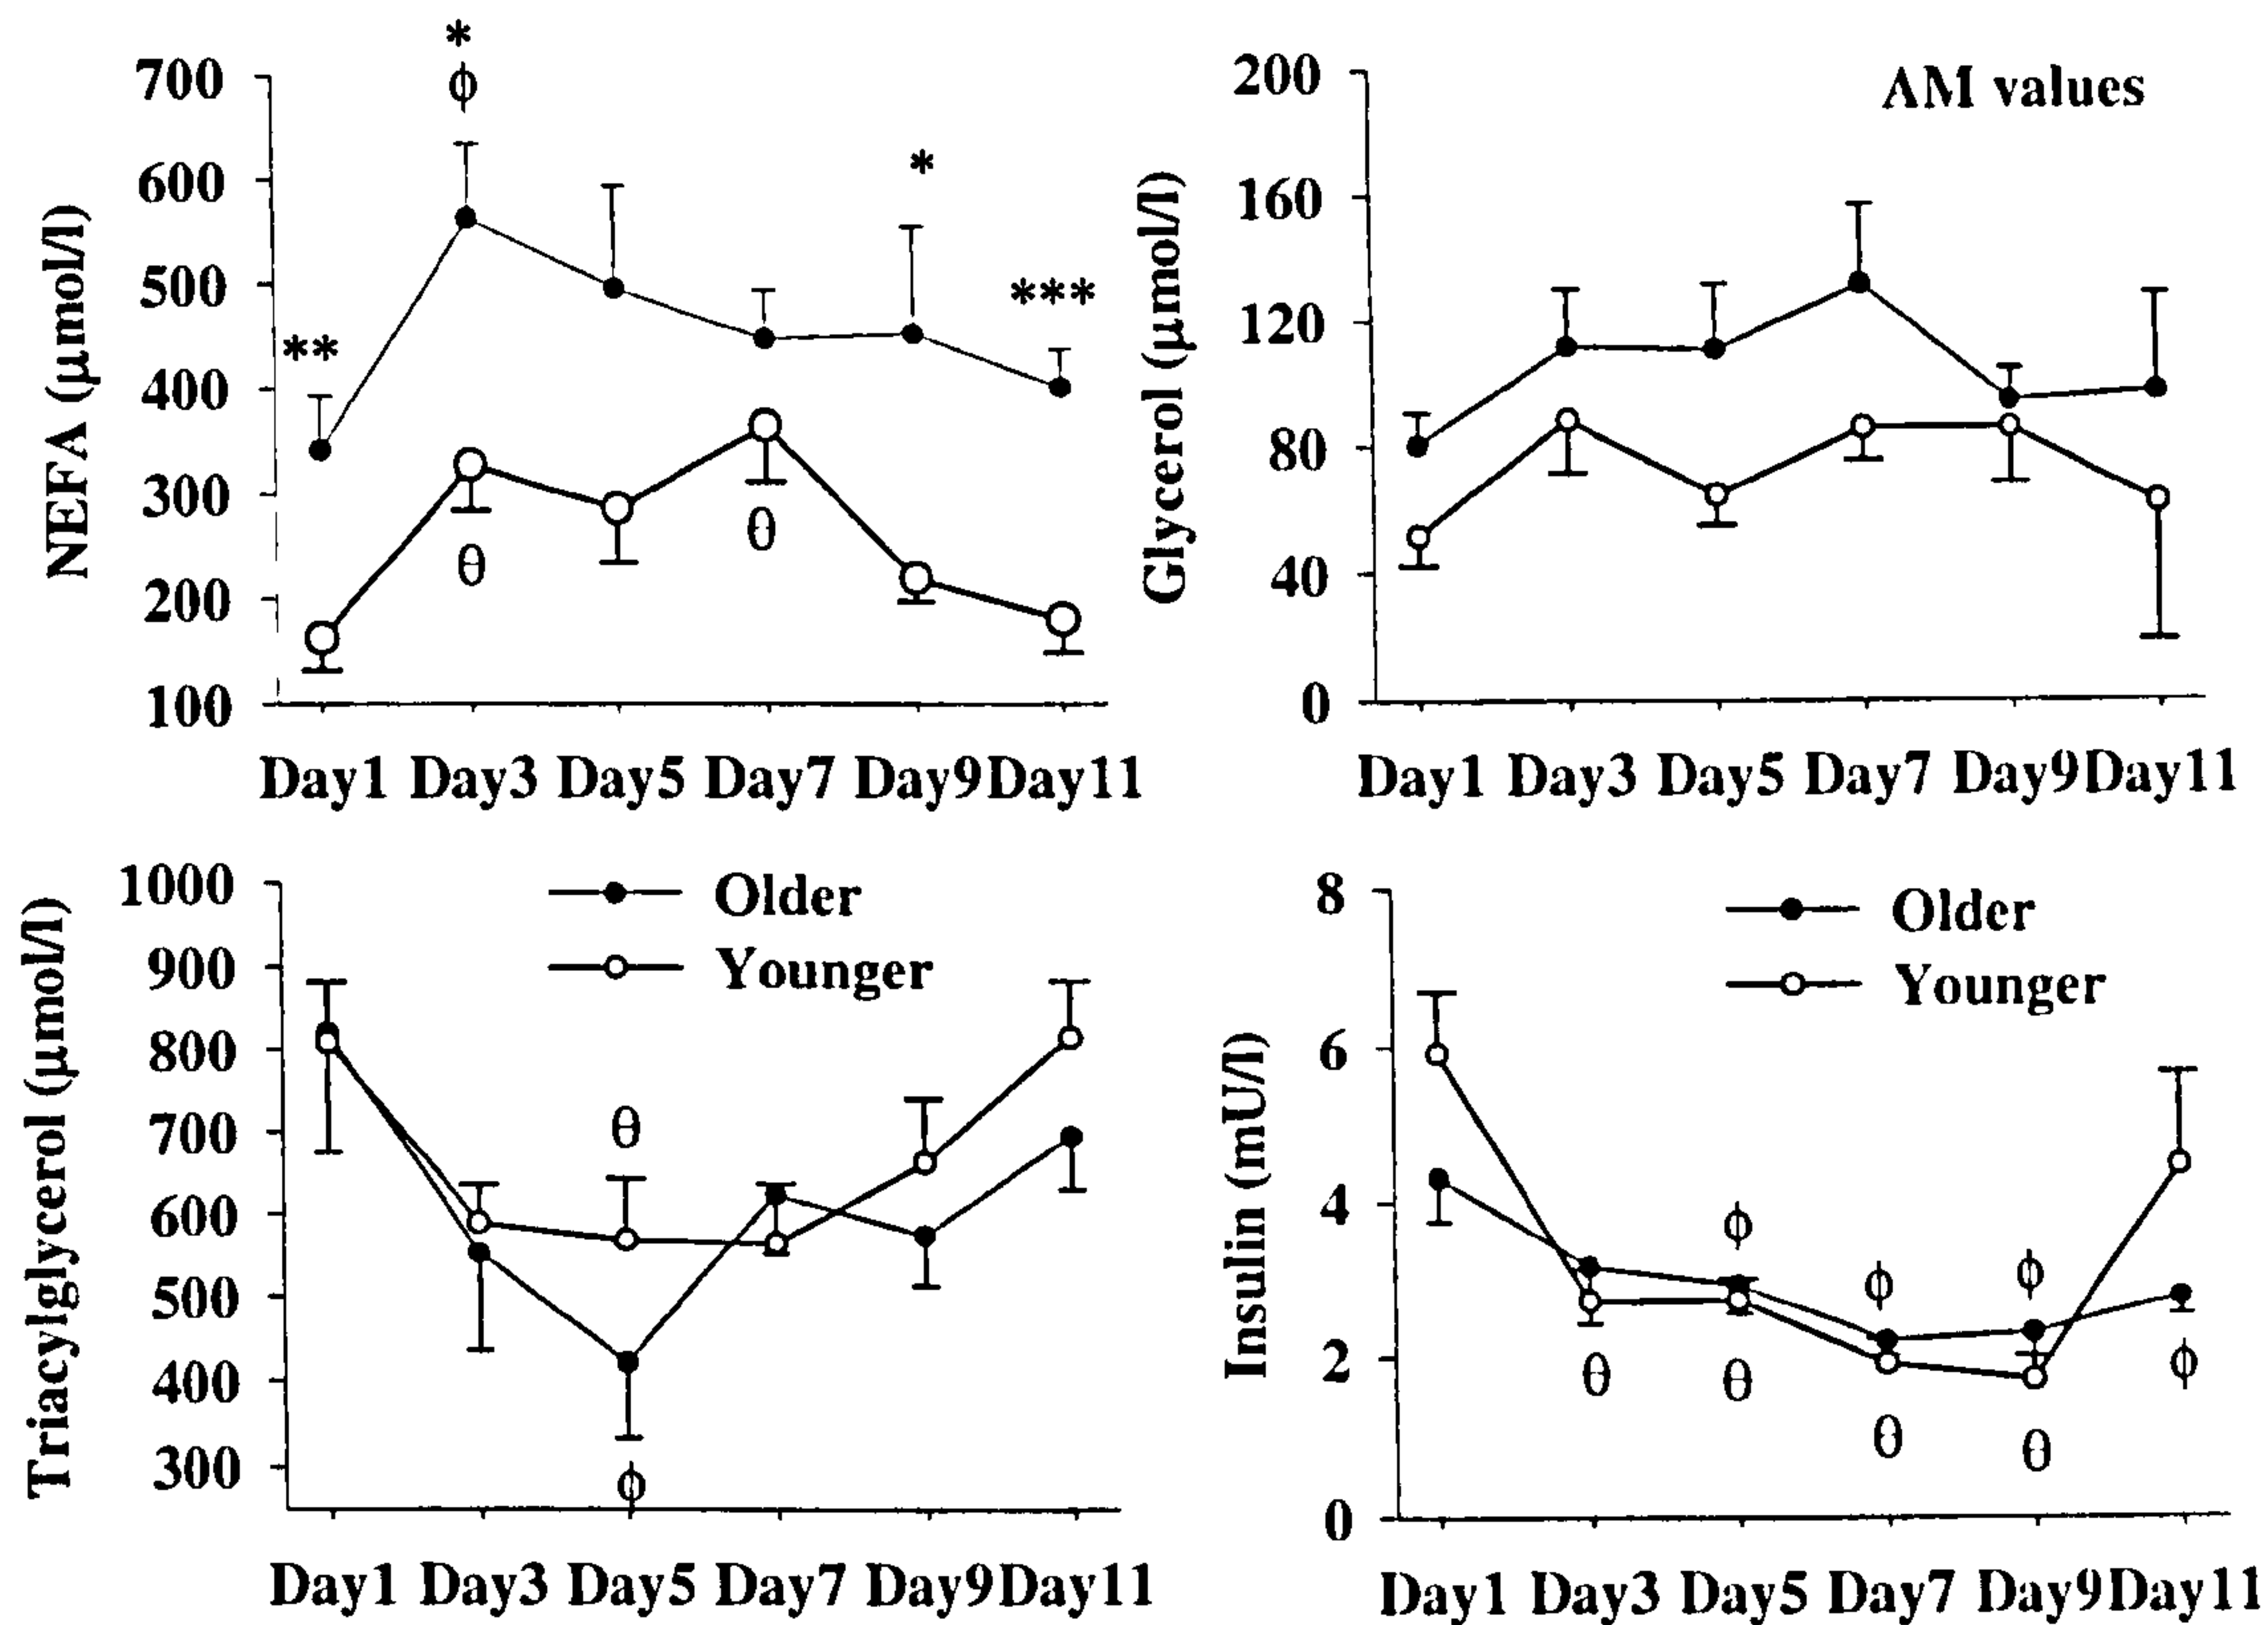 NEFA (μmol/l)
700
600
500
400
300
200
100
*
ϕ
**
*
***
θ
θ
Day1 Day3 Day5 Day7 Day9 Day11
AM values
Glycerol (μmol/l)
200
160
120
80
40
0
Day1 Day3 Day5 Day7 Day9 Day11
Triacylglycerol (μmol/l)
1000
900
800
700
600
500
400
300
Older
Younger
θ
ϕ
Day1 Day3 Day5 Day7 Day9 Day11
Insulin (mU/l)
8
6
4
2
0
Older
Younger
ϕ
ϕ
ϕ
ϕ
θ
θ
θ
θ
Day1 Day3 Day5 Day7 Day9 Day11